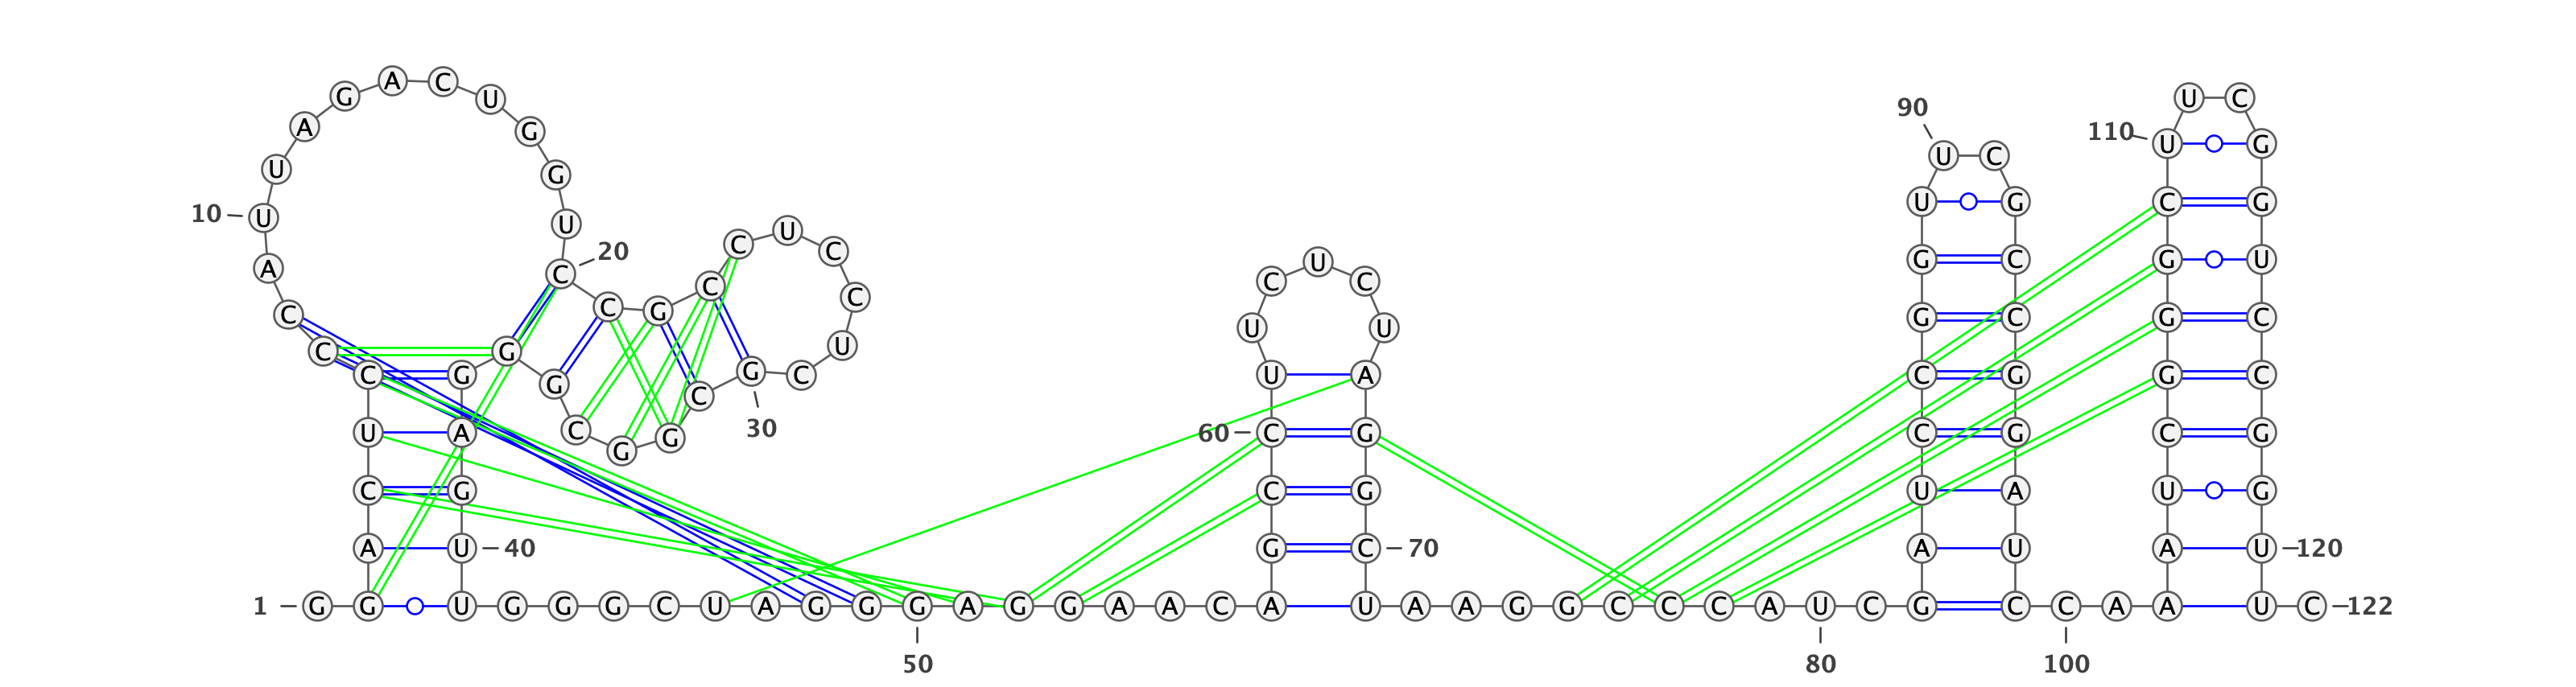 1
G G A C U C C C A
10
U U A G A C U G G U
20
C C G C C U C C U C
30
G C G G C G G G A G
40
U U G G G C U A G G
50
G A G G A A C A G C
60
C U U C U C U A G G
70
C U A A G G C C C A
80
U C G A U C C G G U
90
U C G C C G G A U C
100
C A A A U C G G G C
110
U U C G G U C C G G
120
U U C
122